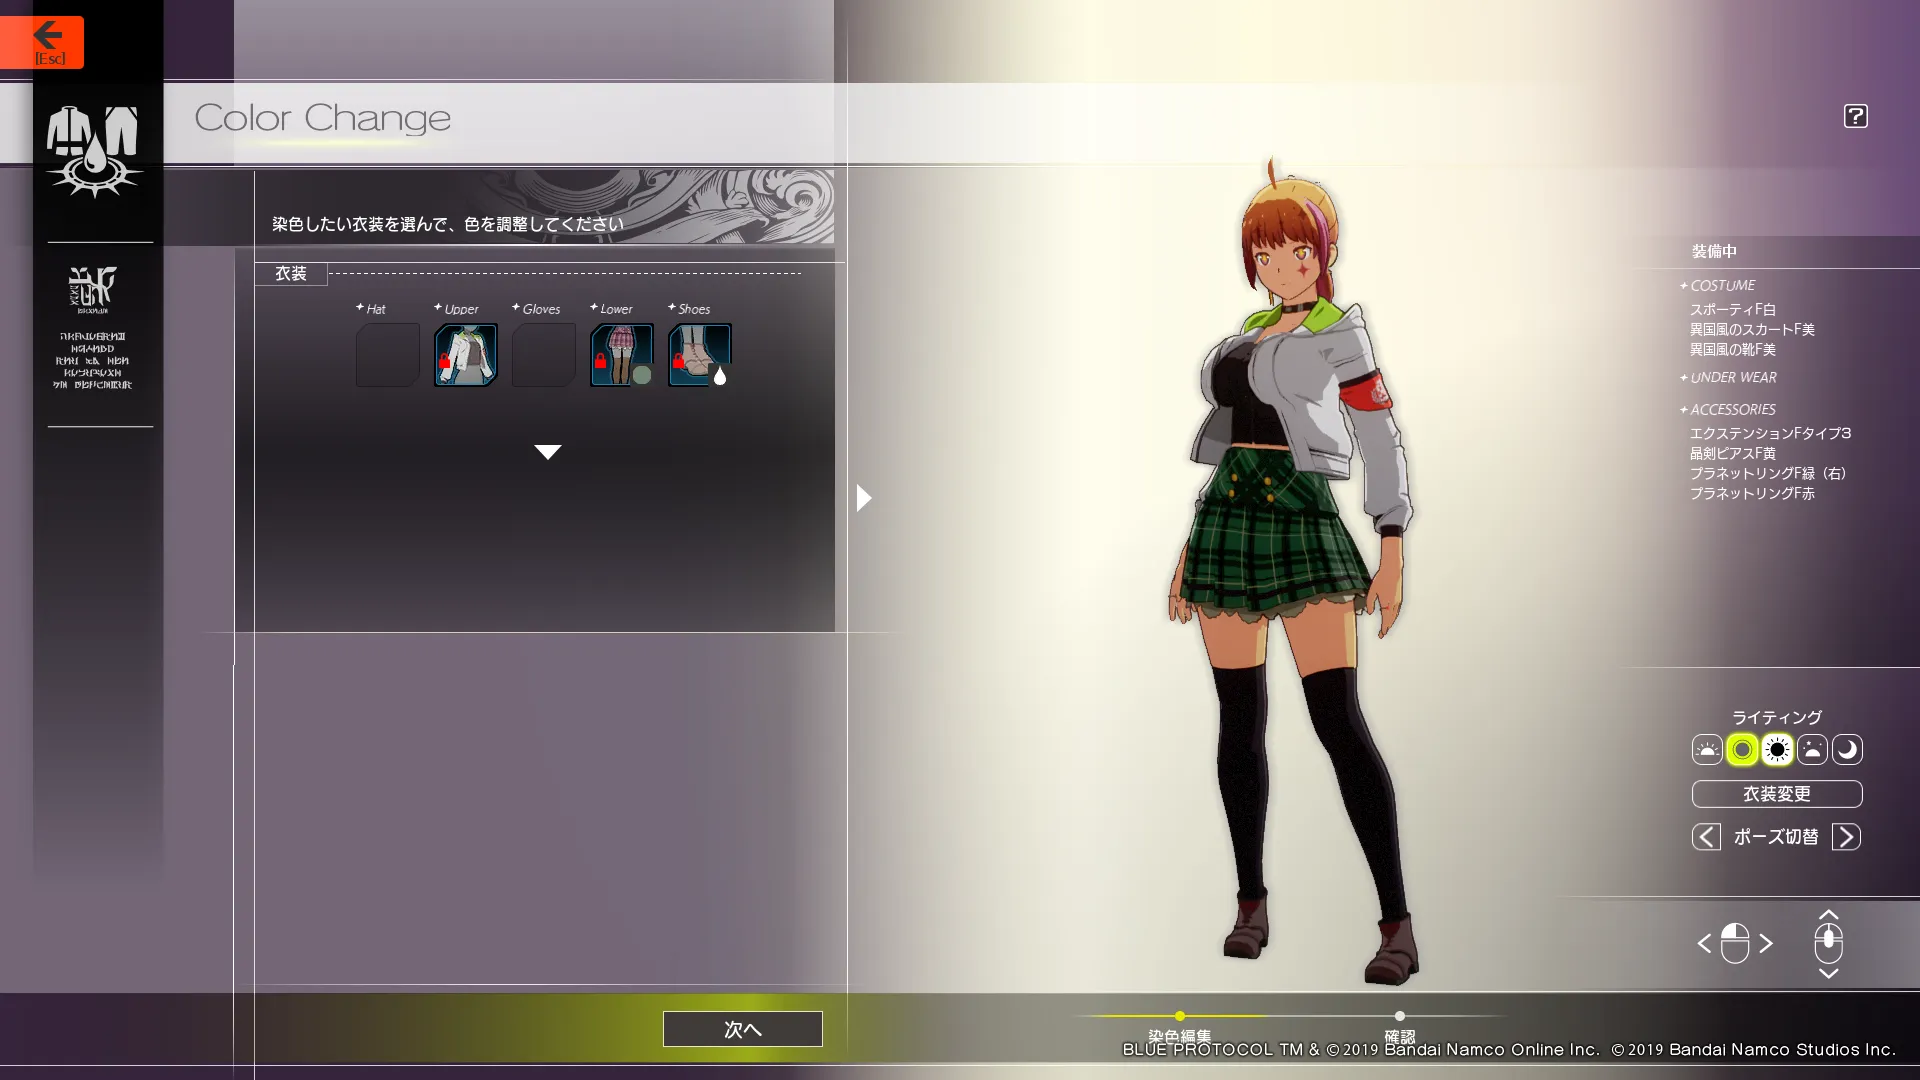 [Esc]
Color Change
?
染色したい衣装を選んで、色を調整してください
衣装
Hat
Upper
Gloves
Lower
Shoes
装備中
COSTUME
スポーティF白
異国風のスカートF美
異国風の靴F美
UNDER WEAR
ACCESSORIES
エクステンションFタイプ3
晶剣ピアスF黄
プラネットリングF緑（右）
プラネットリングF赤
ライティング
衣装変更
ポーズ切替
次へ
染色編集
確認
BLUE PROTOCOL TM & ©2019 Bandai Namco Online Inc. ©2019 Bandai Namco Studios Inc.